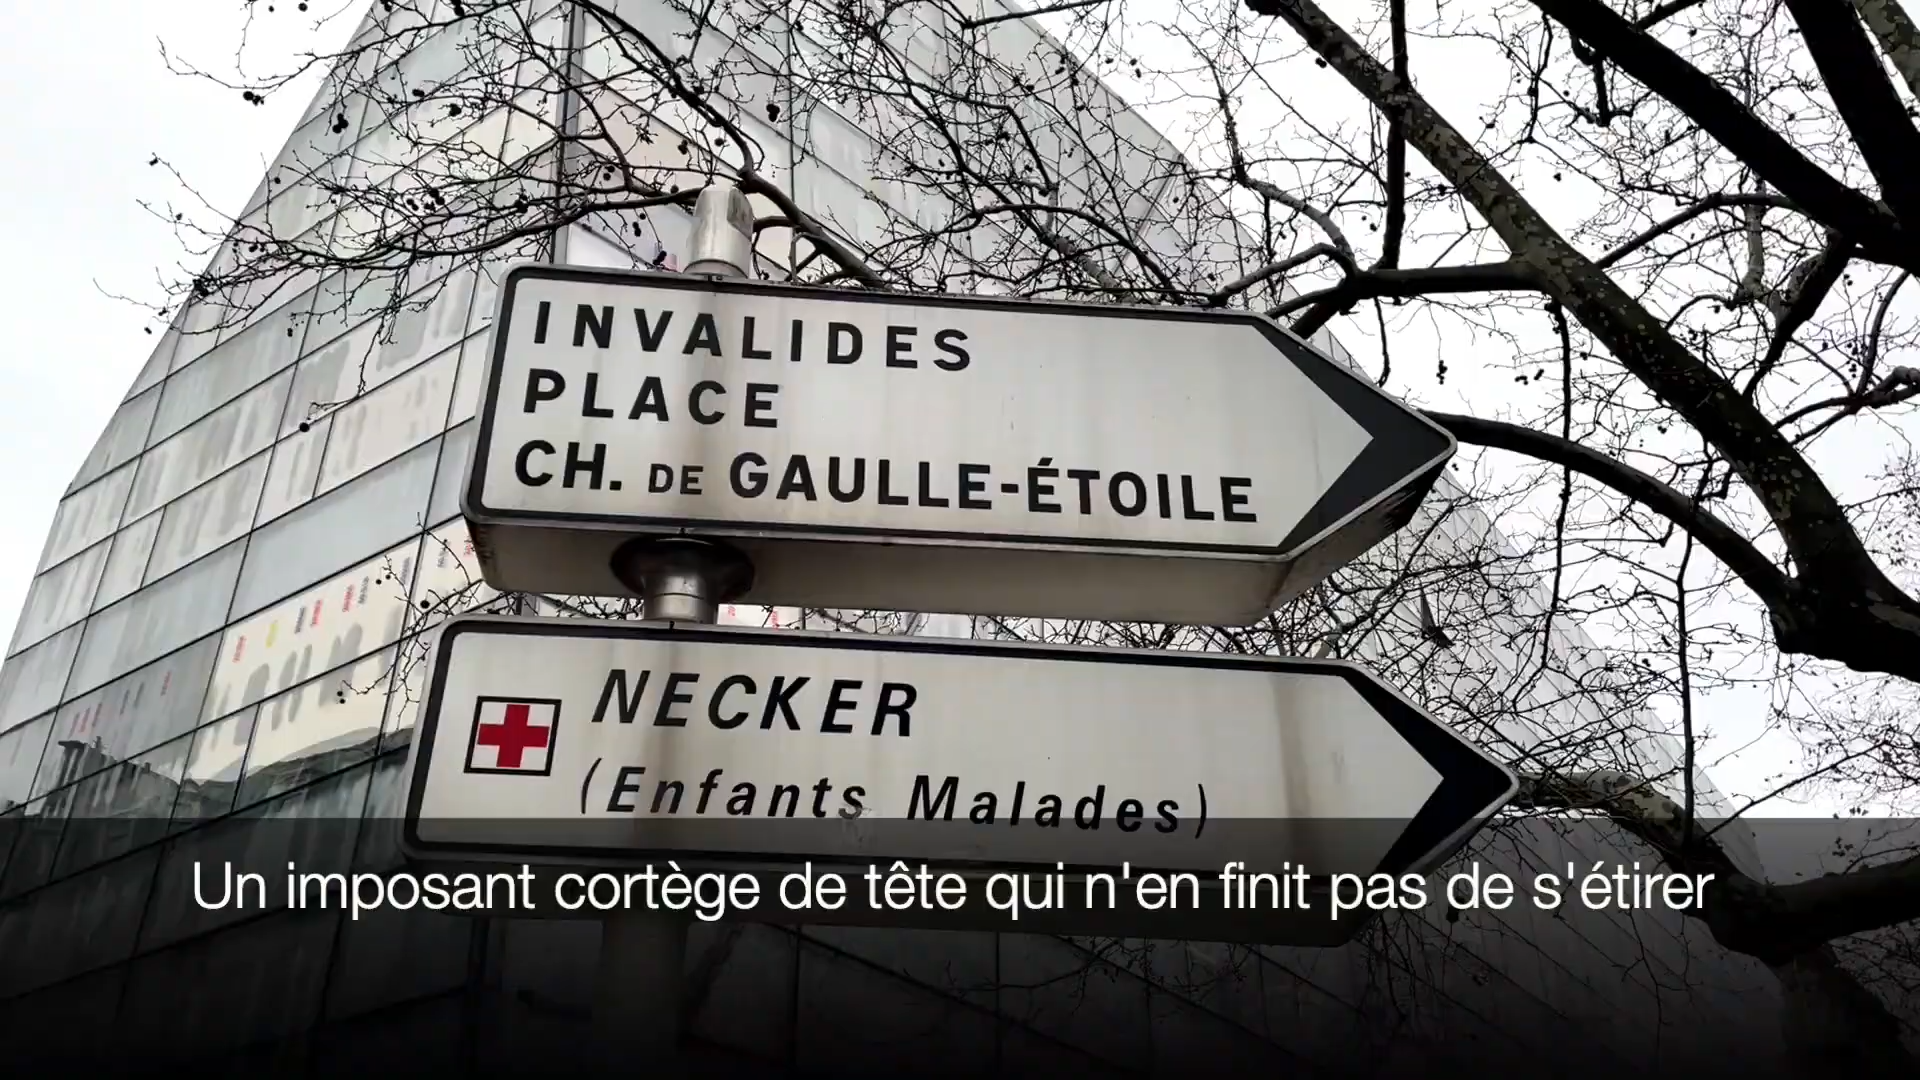 INVALIDES
PLACE
CH. DE GAULLE-ÉTOILE
NECKER
(Enfants Malades)
Un imposant cortège de tête qui n'en finit pas de s'étirer